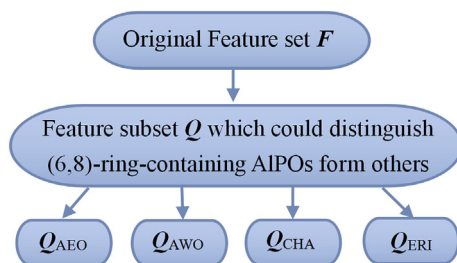 Original Feature set F
Feature subset Q which could distinguish
(6,8)-ring-containing AlPOs form others
QAEO QAWO QCHA QERI